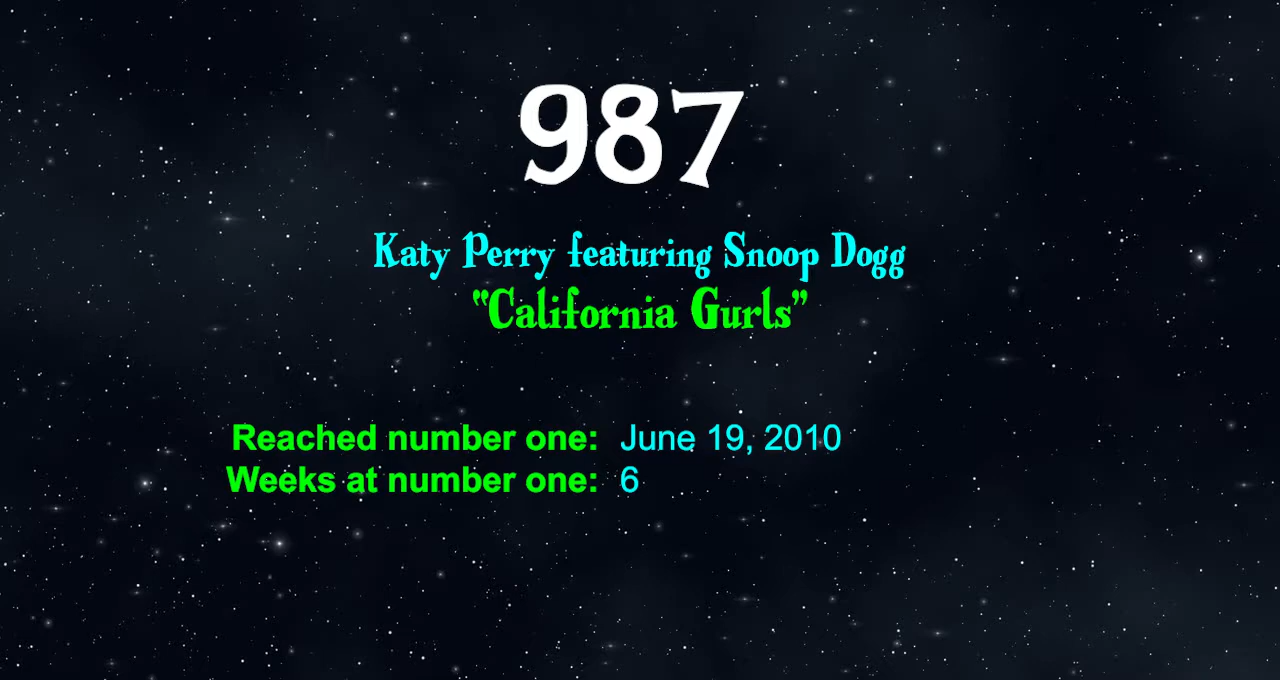 987
Katy Perry featuring Snoop Dogg
“California Gurls”
Reached number one: June 19, 2010
Weeks at number one: 6